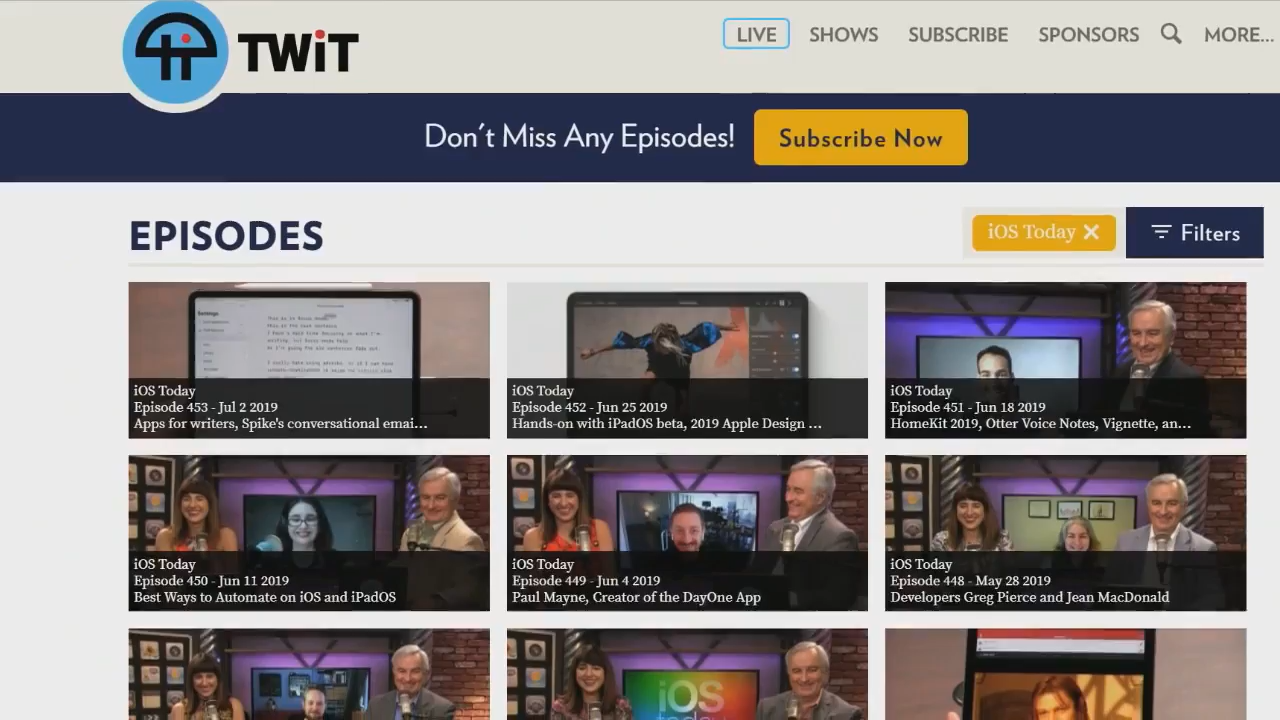 TWiT
LIVE
SHOWS
SUBSCRIBE
SPONSORS
MORE...
Don't Miss Any Episodes!
Subscribe Now
EPISODES
iOS Today
Filters
iOS Today
Episode 453 - Jul 2 2019
Apps for writers, Spike's conversational emai...
iOS Today
Episode 452 - Jun 25 2019
Hands-on with iPadOS beta, 2019 Apple Design ...
iOS Today
Episode 451 - Jun 18 2019
HomeKit 2019, Otter Voice Notes, Vignette, an...
iOS Today
Episode 450 - Jun 11 2019
Best Ways to Automate on iOS and iPadOS
iOS Today
Episode 449 - Jun 4 2019
Paul Mayne, Creator of the DayOne App
iOS Today
Episode 448 - May 28 2019
Developers Greg Pierce and Jean MacDonald
iOS
today